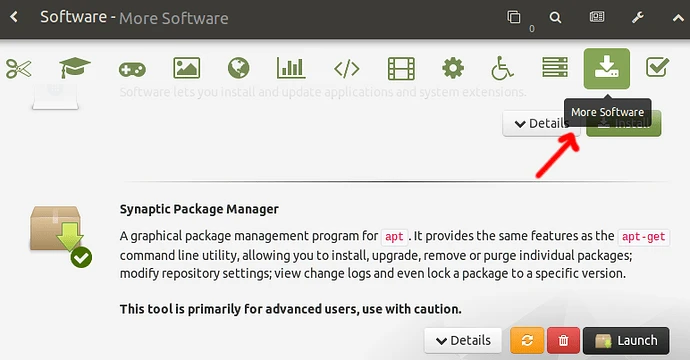 Software - More Software
0
Software lets you install and update applications and system extensions.
More Software
Details
Install
Synaptic Package Manager
A graphical package management program for apt. It provides the same features as the apt-get
command line utility, allowing you to install, upgrade, remove or purge individual packages;
modify repository settings; view change logs and even lock a package to a specific version.
This tool is primarily for advanced users, use with caution.
Details
Launch